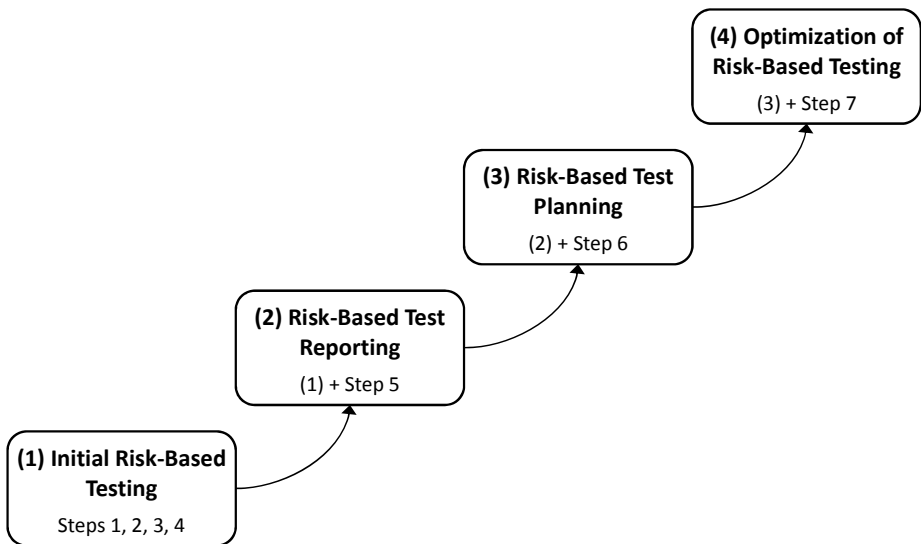 (4) Optimization of
Risk-Based Testing
(3) + Step 7
(3) Risk-Based Test
Planning
(2) + Step 6
(2) Risk-Based Test
Reporting
(1) + Step 5
(1) Initial Risk-Based
Testing
Steps 1, 2, 3, 4